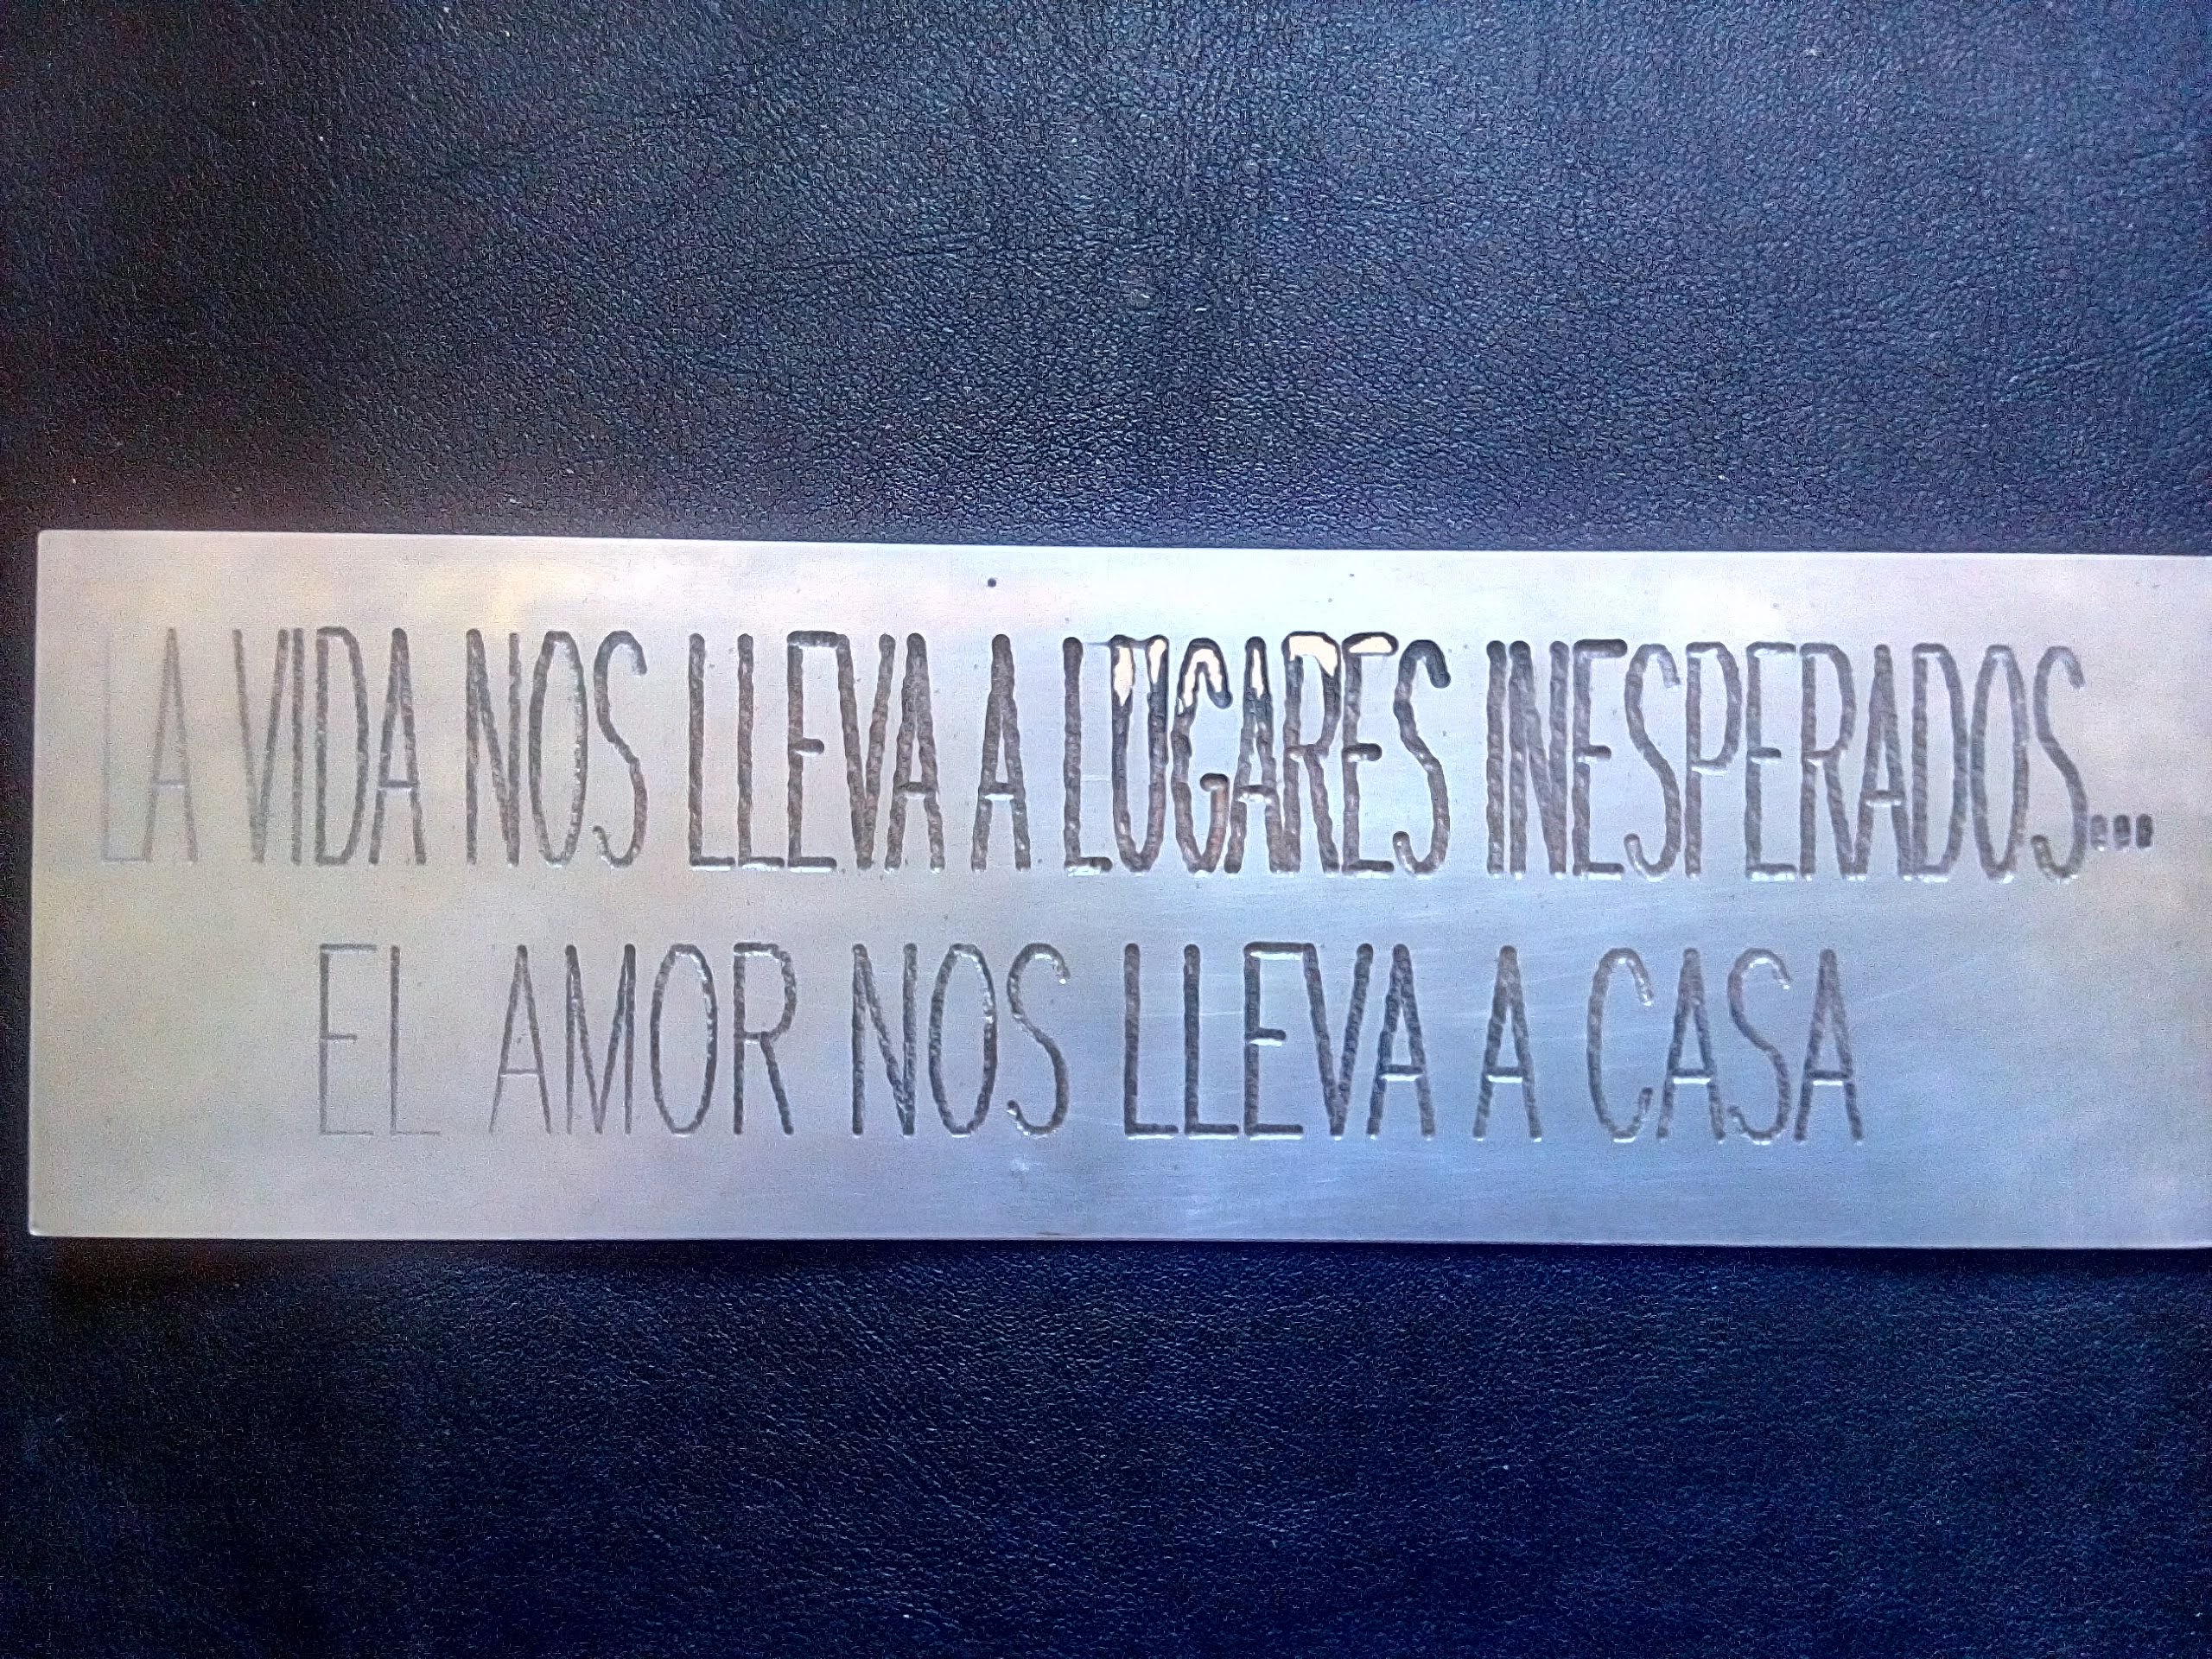 LA VIDA NOS LLEVA A LUGARES INESPERADOS...
EL AMOR NOS LLEVA A CASA